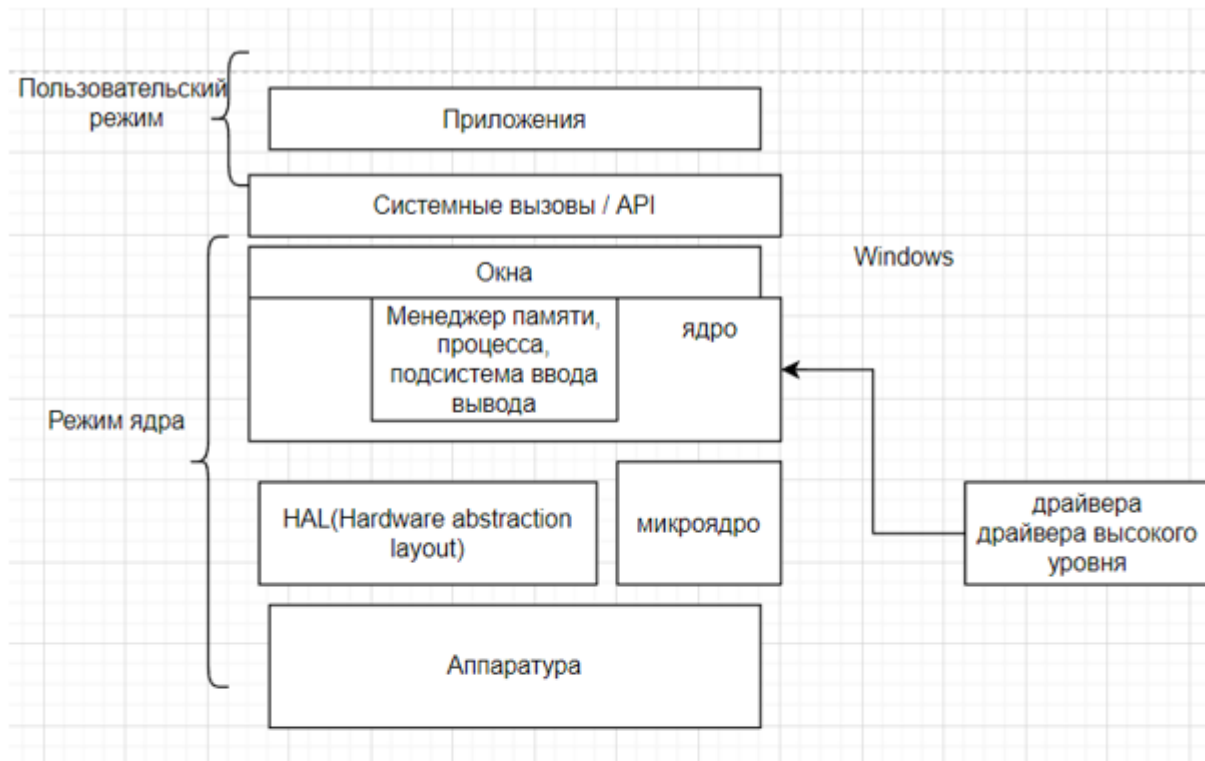 Пользовательский
режим
Приложения
Системные вызовы / API
Окна
Windows
Менеджер памяти,
процесса,
подсистема ввода
вывода
ядро
Режим ядра
HAL(Hardware abstraction
layout)
микроядро
драйвера
драйвера высокого
уровня
Аппаратура